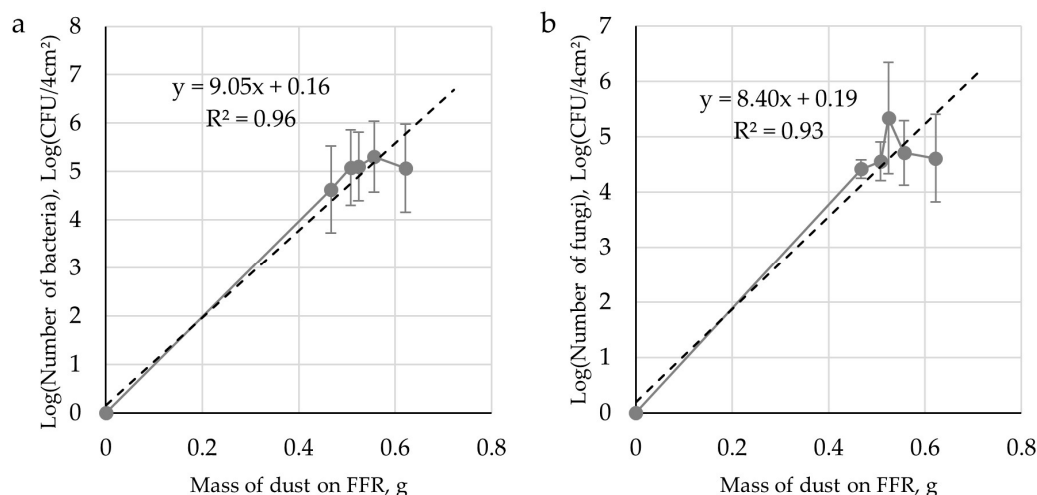 a
Log(Number of bacteria), Log(CFU/4cm²)
8
7
6
5
4
3
2
1
0
y = 9.05x + 0.16
R² = 0.96
0 0.2 0.4 0.6 0.8
Mass of dust on FFR, g
b
Log(Number of fungi), Log(CFU/4cm²)
7
6
5
4
3
2
1
0
y = 8.40x + 0.19
R² = 0.93
0 0.2 0.4 0.6 0.8
Mass of dust on FFR, g